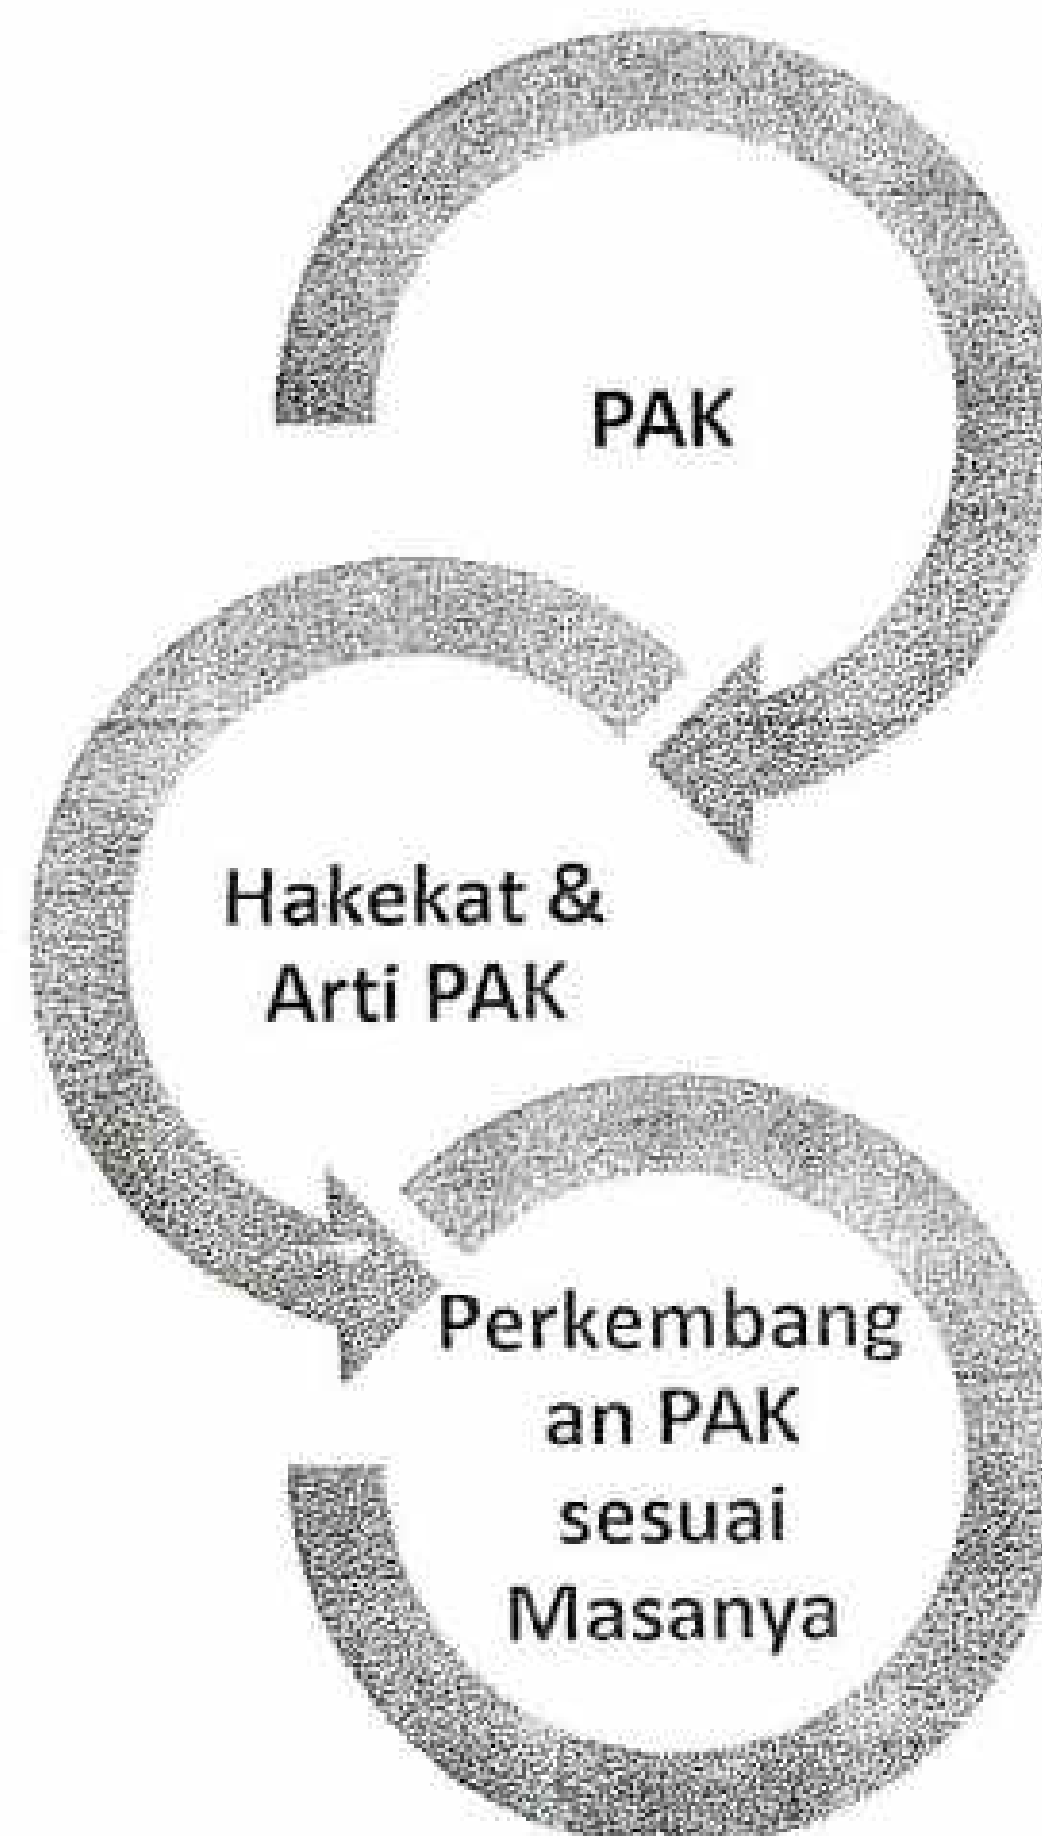 PAK
Hakekat &
Arti PAK
Perkembang
an PAK
sesuai
Masanya